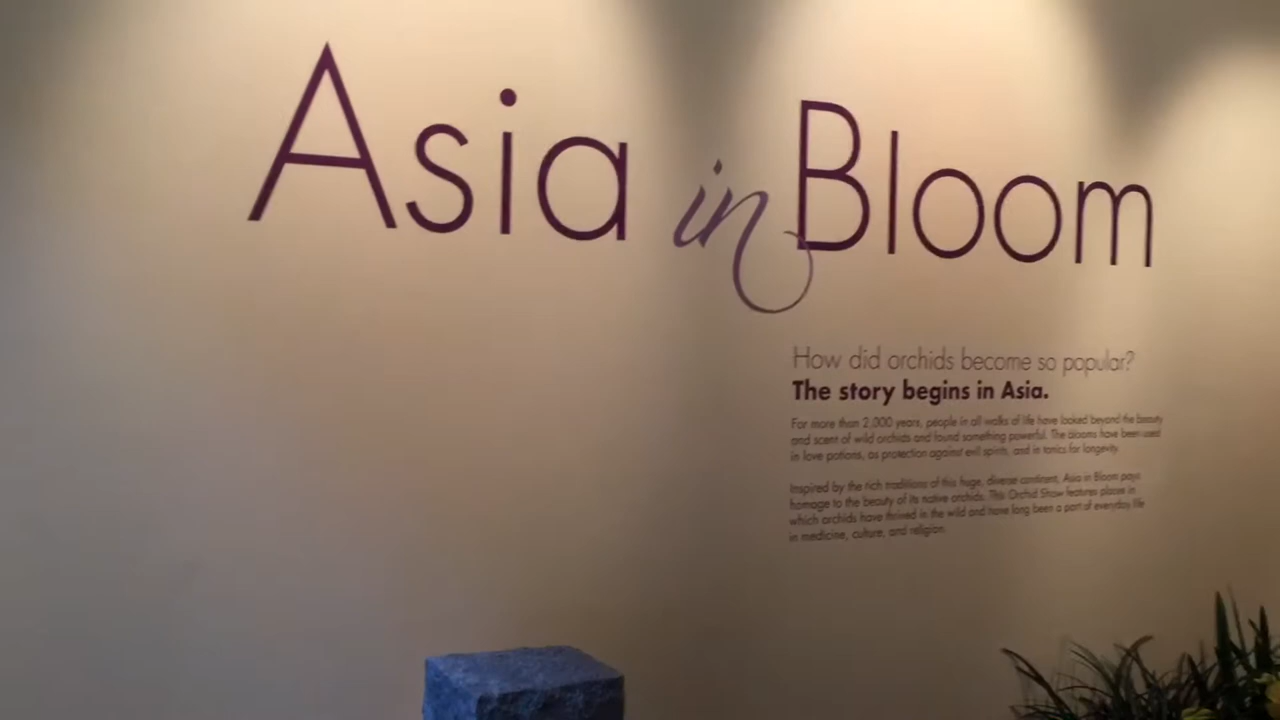 Asia in Bloom
How did orchids become so popular?
The story begins in Asia.
For more than 2,000 years, people in all walks of life have looked beyond the beauty
and scent of wild orchids and found something powerful. The blooms have been used
in love potions, as protection against evil spirits, and in tonics for longevity.
Inspired by the rich traditions of this huge, diverse continent, Asia in Bloom pays
homage to the beauty of its native orchids. This Orchid Show features places in
which orchids have thrived in the wild and have long been a part of everyday life
in medicine, culture, and religion.